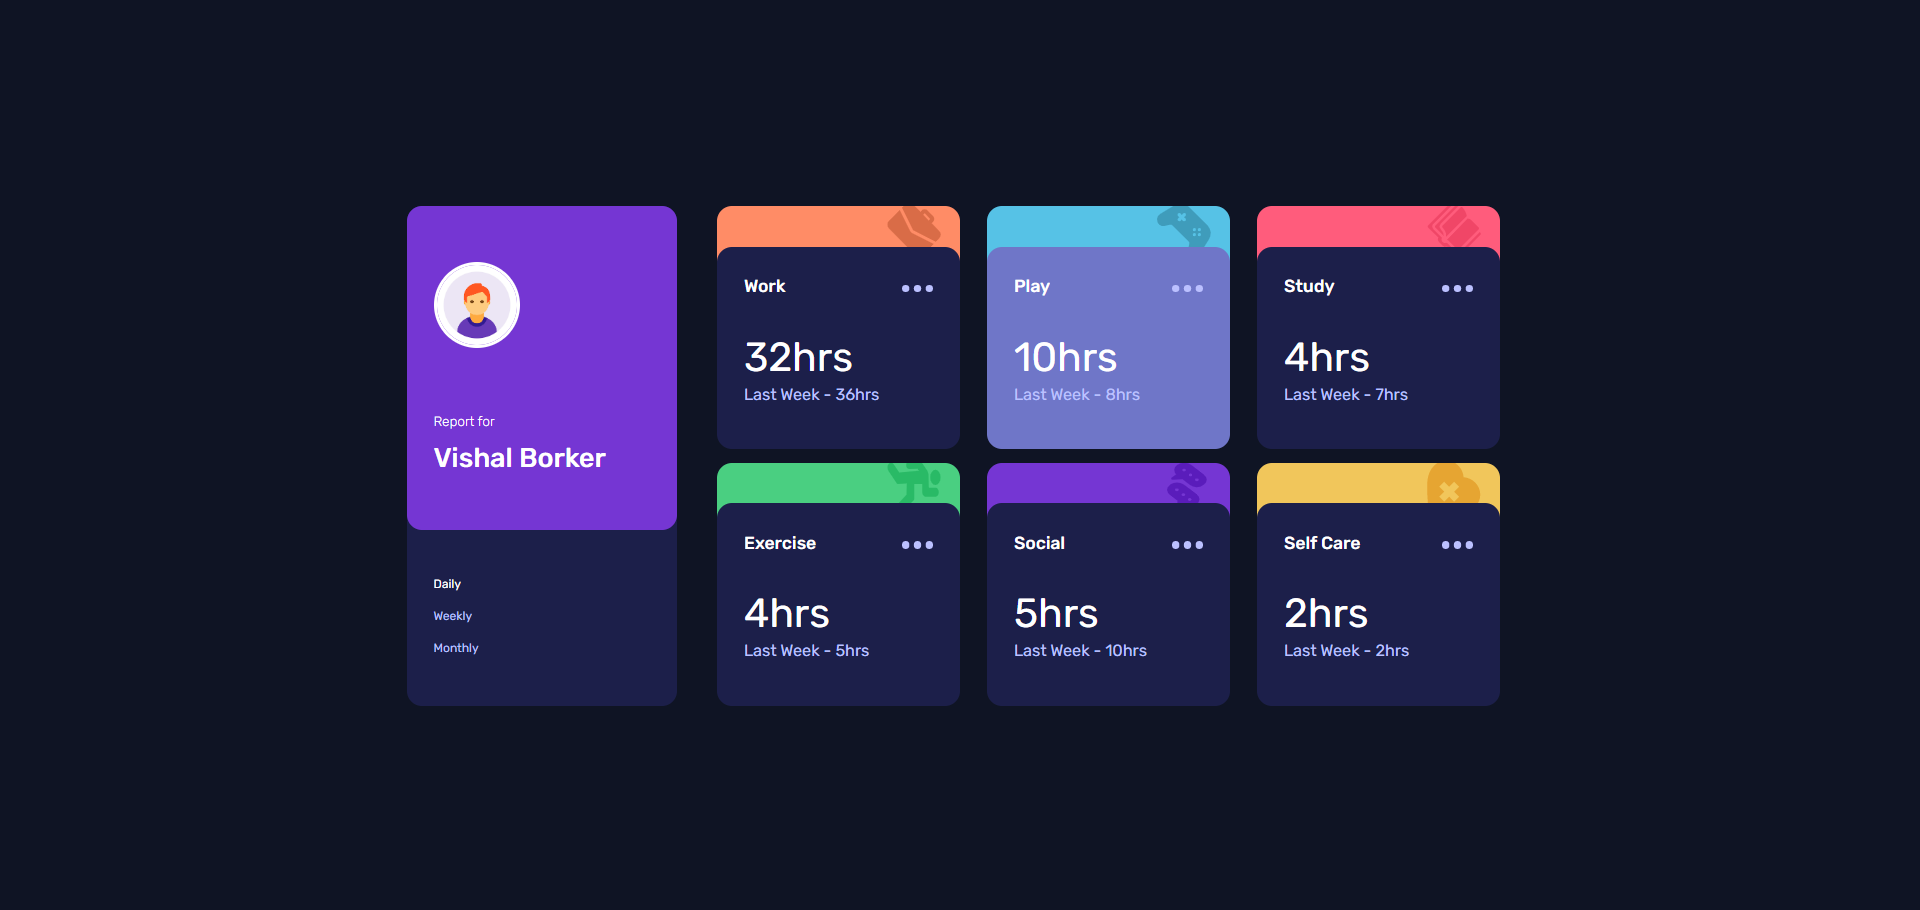 Report for
Vishal Borker
Daily
Weekly
Monthly
Work
32hrs
Last Week - 36hrs
Play
10hrs
Last Week - 8hrs
Study
4hrs
Last Week - 7hrs
Exercise
4hrs
Last Week - 5hrs
Social
5hrs
Last Week - 10hrs
Self Care
2hrs
Last Week - 2hrs